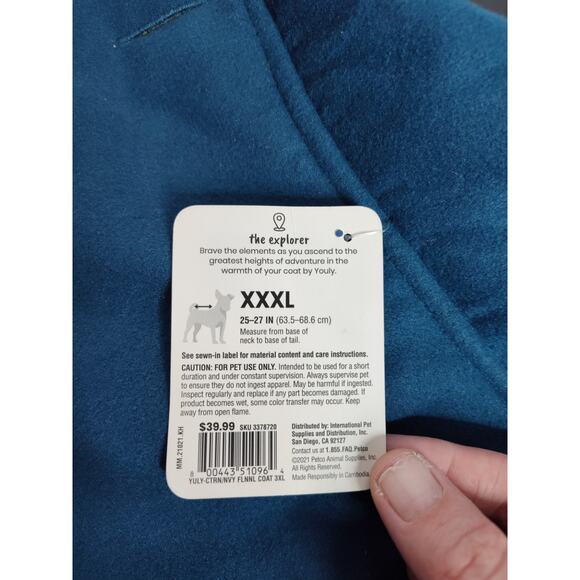 the explorer
Brave the elements as you ascend to the
greatest heights of adventure in the
warmth of your coat by Youly.
XXXL
25–27 IN (63.5–68.6 cm)
Measure from base of
neck to base of tail.
See sewn-in label for material content and care instructions.
CAUTION: FOR PET USE ONLY. Intended to be used for a short
duration and under constant supervision. Always supervise pet
to ensure they do not ingest apparel. May be harmful if ingested.
Inspect regularly and replace if any part becomes damaged. If
product becomes wet, some color transfer may occur. Keep
away from open flame.
$39.99 SKU 3378720
MM.21021.KH
8 00443 51096 4
YULY-CTRN/NVY FLNNL COAT 3XL
Distributed by: International Pet
Supplies and Distribution, Inc.
San Diego, CA 92127
Contact us at 1.855.FAQ.Petco
©2021 Petco Animal Supplies, Inc.
All Rights Reserved.
Made Responsibly in Cambodia.